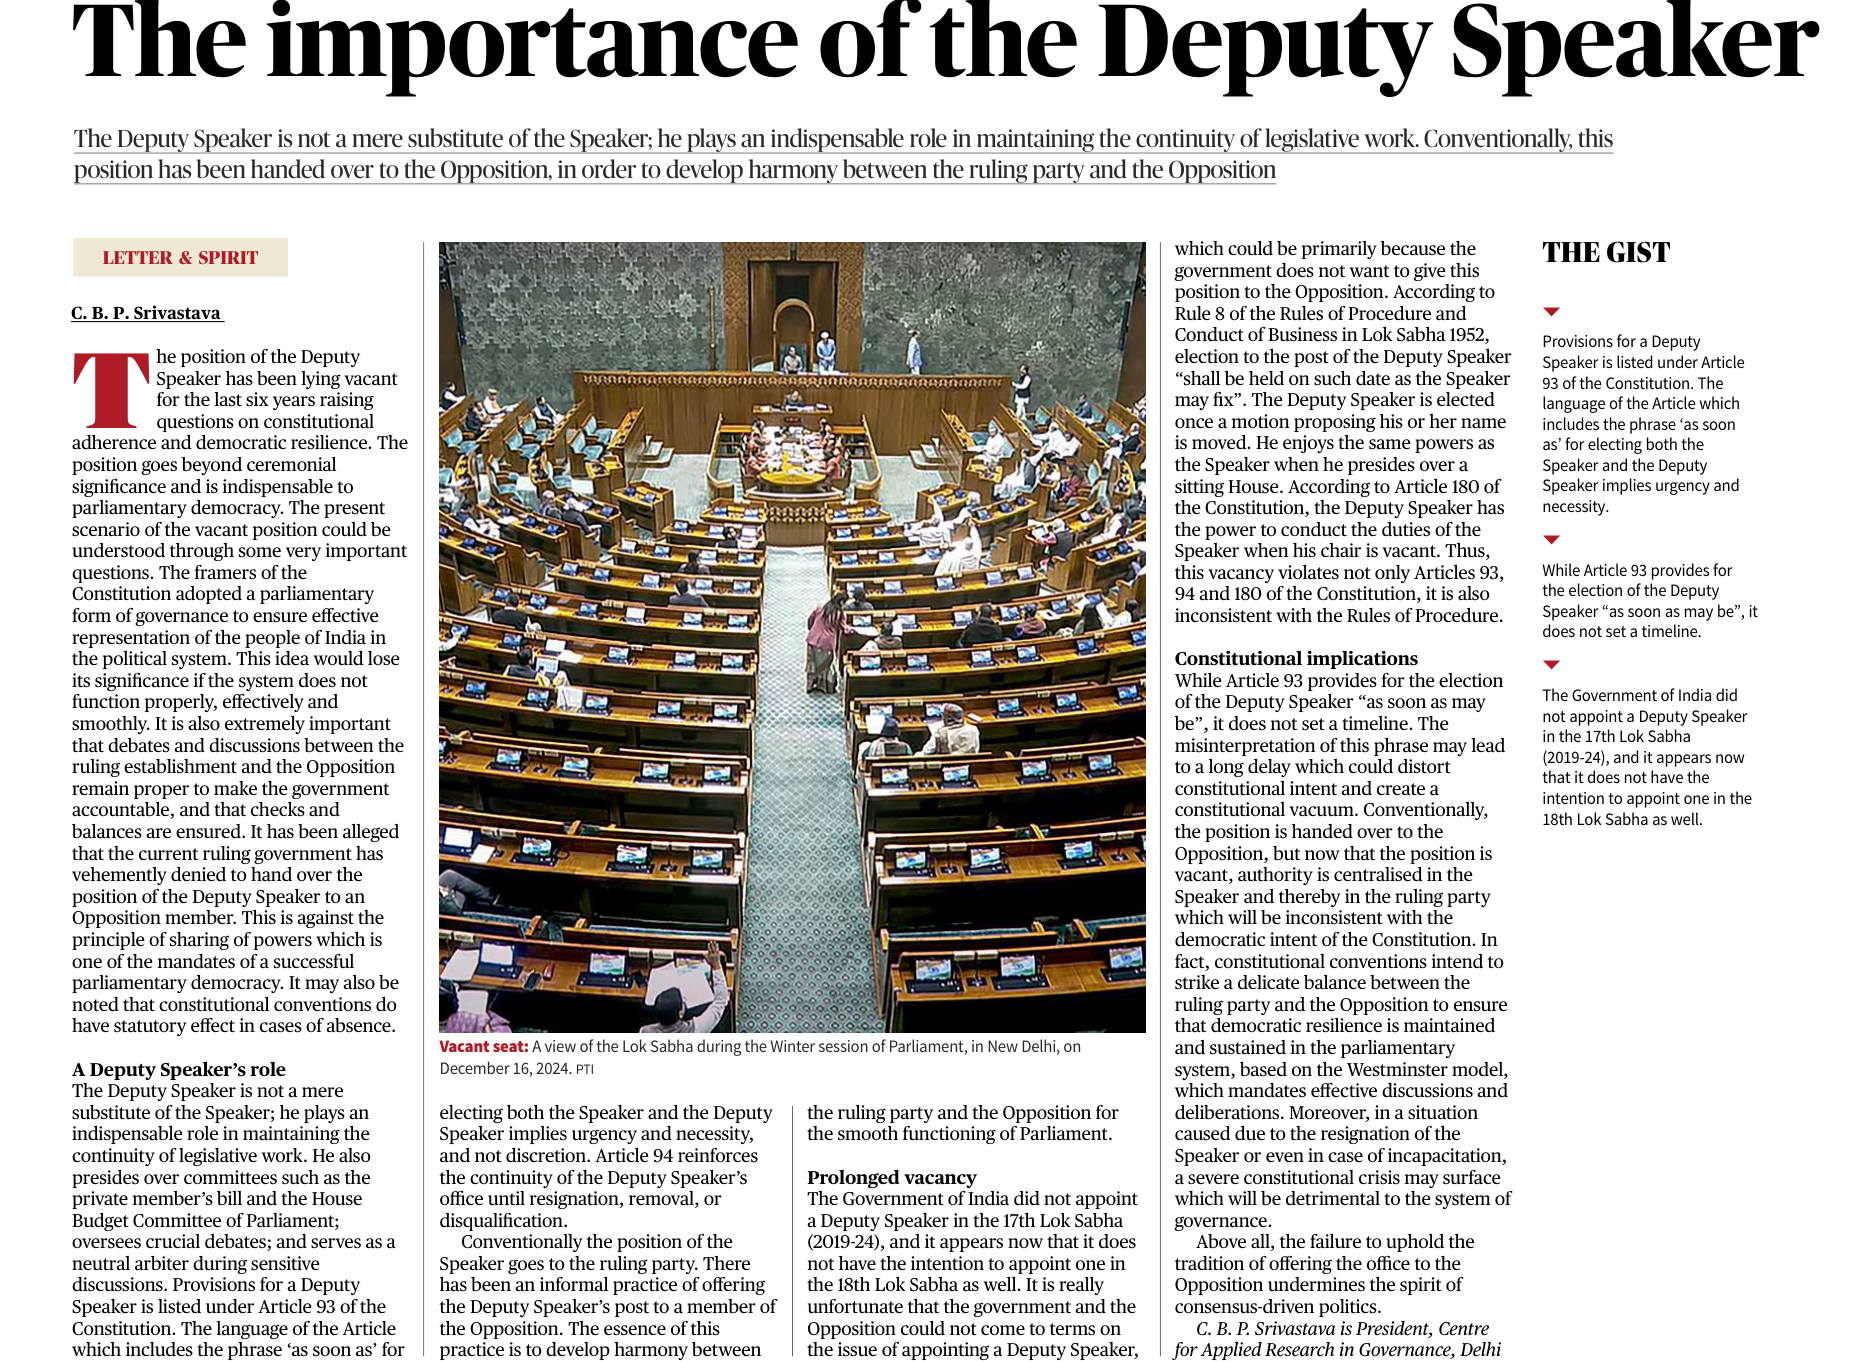 The importance of the Deputy Speaker
The Deputy Speaker is not a mere substitute of the Speaker; he plays an indispensable role in maintaining the continuity of legislative work. Conventionally, this
position has been handed over to the Opposition, in order to develop harmony between the ruling party and the Opposition
LETTER & SPIRIT
C. B. P. Srivastava
The position of the Deputy
Speaker has been lying vacant
for the last six years raising
questions on constitutional
adherence and democratic resilience. The
position goes beyond ceremonial
significance and is indispensable to
parliamentary democracy. The present
scenario of the vacant position could be
understood through some very important
questions. The framers of the
Constitution adopted a parliamentary
form of governance to ensure effective
representation of the people of India in
the political system. This idea would lose
its significance if the system does not
function properly, effectively and
smoothly. It is also extremely important
that debates and discussions between the
ruling establishment and the Opposition
remain proper to make the government
accountable, and that checks and
balances are ensured. It has been alleged
that the current ruling government has
vehemently denied to hand over the
position of the Deputy Speaker to an
Opposition member. This is against the
principle of sharing of powers which is
one of the mandates of a successful
parliamentary democracy. It may also be
noted that constitutional conventions do
have statutory effect in cases of absence.
A Deputy Speaker’s role
The Deputy Speaker is not a mere
substitute of the Speaker; he plays an
indispensable role in maintaining the
continuity of legislative work. He also
presides over committees such as the
private member’s bill and the House
Budget Committee of Parliament;
oversees crucial debates; and serves as a
neutral arbiter during sensitive
discussions. Provisions for a Deputy
Speaker is listed under Article 93 of the
Constitution. The language of the Article
which includes the phrase ‘as soon as’ for
Vacant seat: A view of the Lok Sabha during the Winter session of Parliament, in New Delhi, on
December 16, 2024. PTI
electing both the Speaker and the Deputy
Speaker implies urgency and necessity,
and not discretion. Article 94 reinforces
the continuity of the Deputy Speaker’s
office until resignation, removal, or
disqualification.
Conventionally the position of the
Speaker goes to the ruling party. There
has been an informal practice of offering
the Deputy Speaker’s post to a member of
the Opposition. The essence of this
practice is to develop harmony between
the ruling party and the Opposition for
the smooth functioning of Parliament.
Prolonged vacancy
The Government of India did not appoint
a Deputy Speaker in the 17th Lok Sabha
(2019-24), and it appears now that it does
not have the intention to appoint one in
the 18th Lok Sabha as well. It is really
unfortunate that the government and the
Opposition could not come to terms on
the issue of appointing a Deputy Speaker,
which could be primarily because the
government does not want to give this
position to the Opposition. According to
Rule 8 of the Rules of Procedure and
Conduct of Business in Lok Sabha 1952,
election to the post of the Deputy Speaker
“shall be held on such date as the Speaker
may fix”. The Deputy Speaker is elected
once a motion proposing his or her name
is moved. He enjoys the same powers as
the Speaker when he presides over a
sitting House. According to Article 180 of
the Constitution, the Deputy Speaker has
the power to conduct the duties of the
Speaker when his chair is vacant. Thus,
this vacancy violates not only Articles 93,
94 and 180 of the Constitution, it is also
inconsistent with the Rules of Procedure.
Constitutional implications
While Article 93 provides for the election
of the Deputy Speaker “as soon as may
be”, it does not set a timeline. The
misinterpretation of this phrase may lead
to a long delay which could distort
constitutional intent and create a
constitutional vacuum. Conventionally,
the position is handed over to the
Opposition, but now that the position is
vacant, authority is centralised in the
Speaker and thereby in the ruling party
which will be inconsistent with the
democratic intent of the Constitution. In
fact, constitutional conventions intend to
strike a delicate balance between the
ruling party and the Opposition to ensure
that democratic resilience is maintained
and sustained in the parliamentary
system, based on the Westminster model,
which mandates effective discussions and
deliberations. Moreover, in a situation
caused due to the resignation of the
Speaker or even in case of incapacitation,
a severe constitutional crisis may surface
which will be detrimental to the system of
governance.
Above all, the failure to uphold the
tradition of offering the office to the
Opposition undermines the spirit of
consensus-driven politics.
C. B. P. Srivastava is President, Centre
for Applied Research in Governance, Delhi
THE GIST
Provisions for a Deputy
Speaker is listed under Article
93 of the Constitution. The
language of the Article which
includes the phrase ‘as soon
as’ for electing both the
Speaker and the Deputy
Speaker implies urgency and
necessity.
While Article 93 provides for
the election of the Deputy
Speaker “as soon as may be”, it
does not set a timeline.
The Government of India did
not appoint a Deputy Speaker
in the 17th Lok Sabha
(2019-24), and it appears now
that it does not have the
intention to appoint one in the
18th Lok Sabha as well.